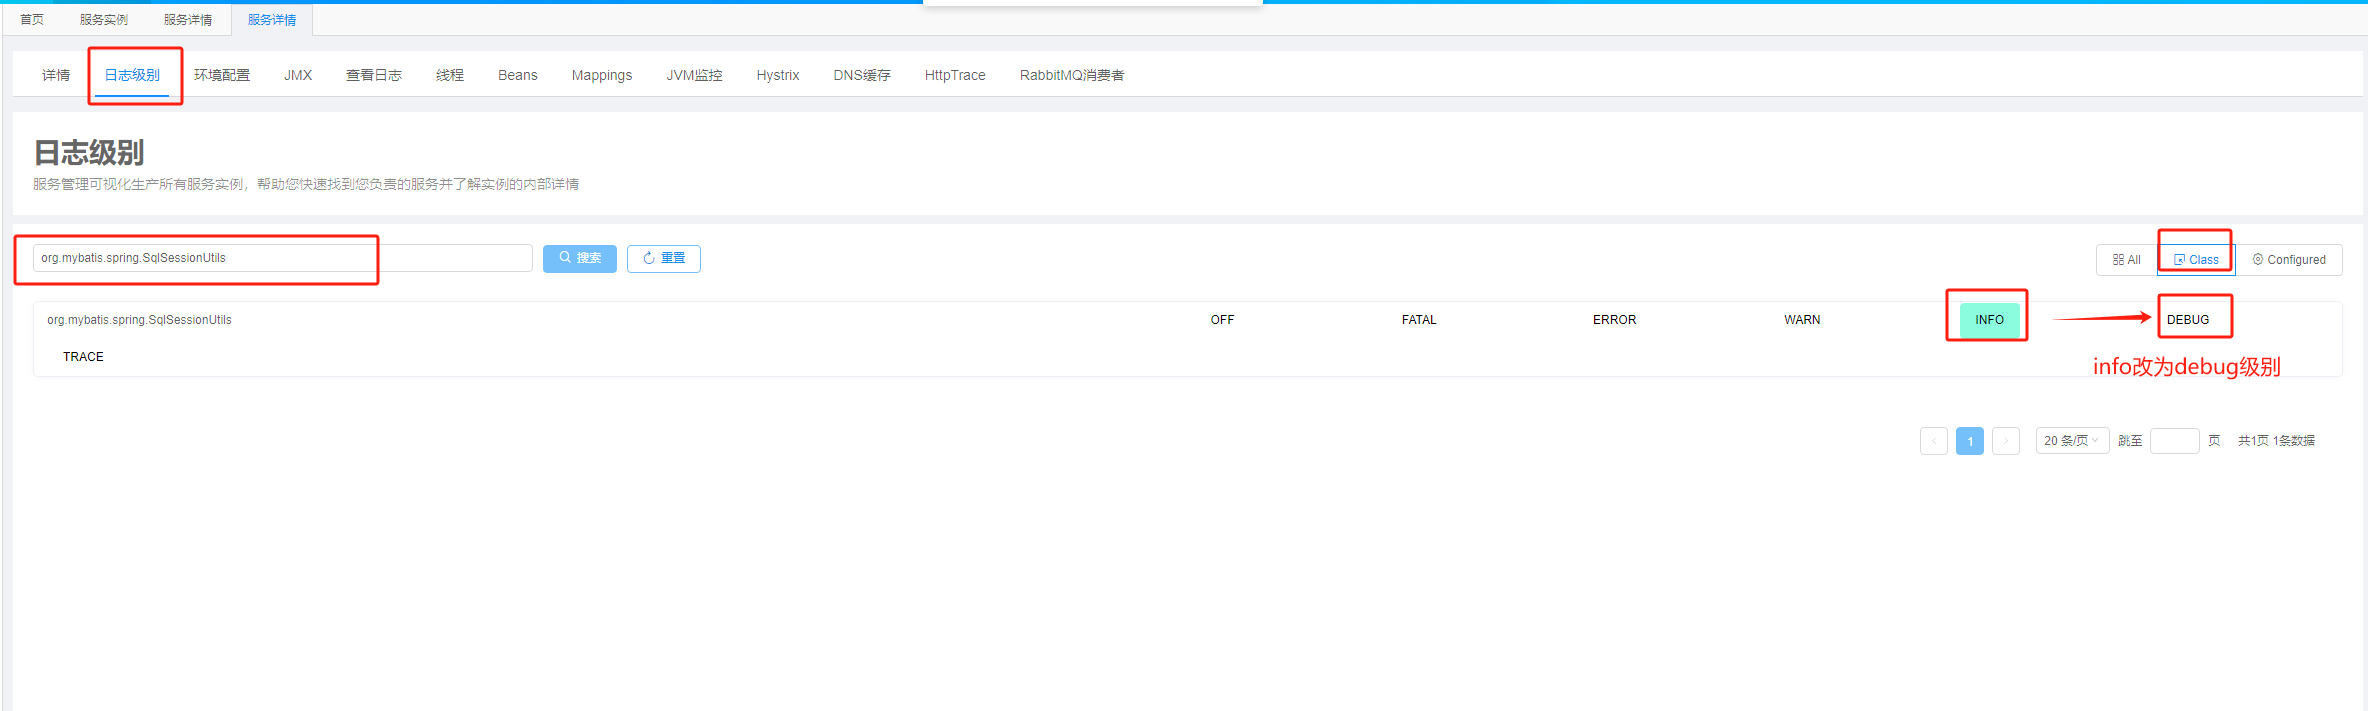 首页 服务实例 服务详情 服务详情
详情 日志级别 环境配置 JMX 查看日志 线程 Beans Mappings JVM监控 Hystrix DNS缓存 HttpTrace RabbitMQ消费者
日志级别
服务管理可视化生产所有服务实例，帮助您快速找到您负责的服务并了解实例的内部详情
org.mybatis.spring.SqlSessionUtils 搜索 重置 All Class Configured
org.mybatis.spring.SqlSessionUtils OFF FATAL ERROR WARN INFO DEBUG
TRACE
info改为debug级别
1 20 条/页 跳至 页 共1页 1条数据